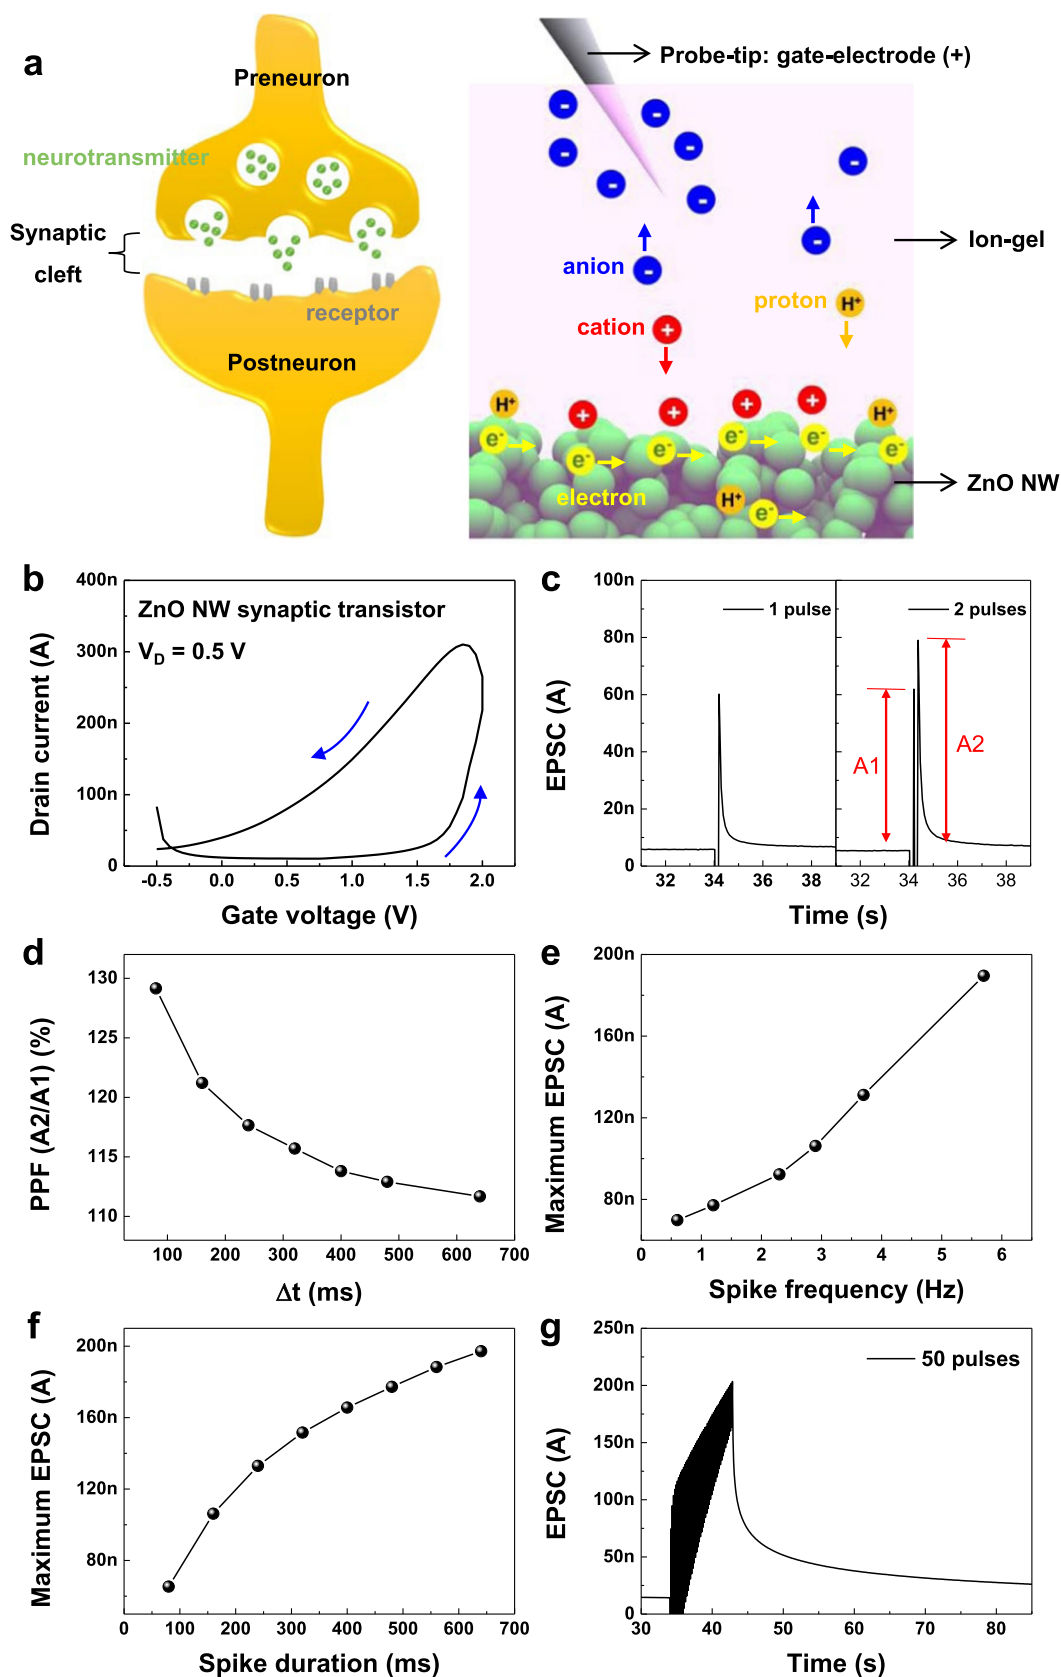 a
Preneuron
neurotransmitter
Synaptic
cleft
receptor
Postneuron
Probe-tip: gate-electrode (+)
- - - - - - - -
anion - -
Ion-gel
cation +
proton H⁺
H⁺ + + + + H⁺
e⁻ e⁻ e⁻ e⁻ e⁻ e⁻
electron H⁺ e⁻
ZnO NW
b
400n
300n
200n
100n
0
Drain current (A)
ZnO NW synaptic transistor
V_D = 0.5 V
-0.5 0.0 0.5 1.0 1.5 2.0
Gate voltage (V)
c
100n
80n
60n
40n
20n
0
EPSC (A)
1 pulse
2 pulses
A1
A2
32 34 36 38 32 34 36 38
Time (s)
d
130
125
120
115
110
PPF (A2/A1) (%)
100 200 300 400 500 600 700
Δt (ms)
e
200n
160n
120n
80n
Maximum EPSC (A)
0 1 2 3 4 5 6
Spike frequency (Hz)
f
200n
160n
120n
80n
Maximum EPSC (A)
0 100 200 300 400 500 600 700
Spike duration (ms)
g
250n
200n
150n
100n
50n
0
EPSC (A)
50 pulses
30 40 50 60 70 80
Time (s)